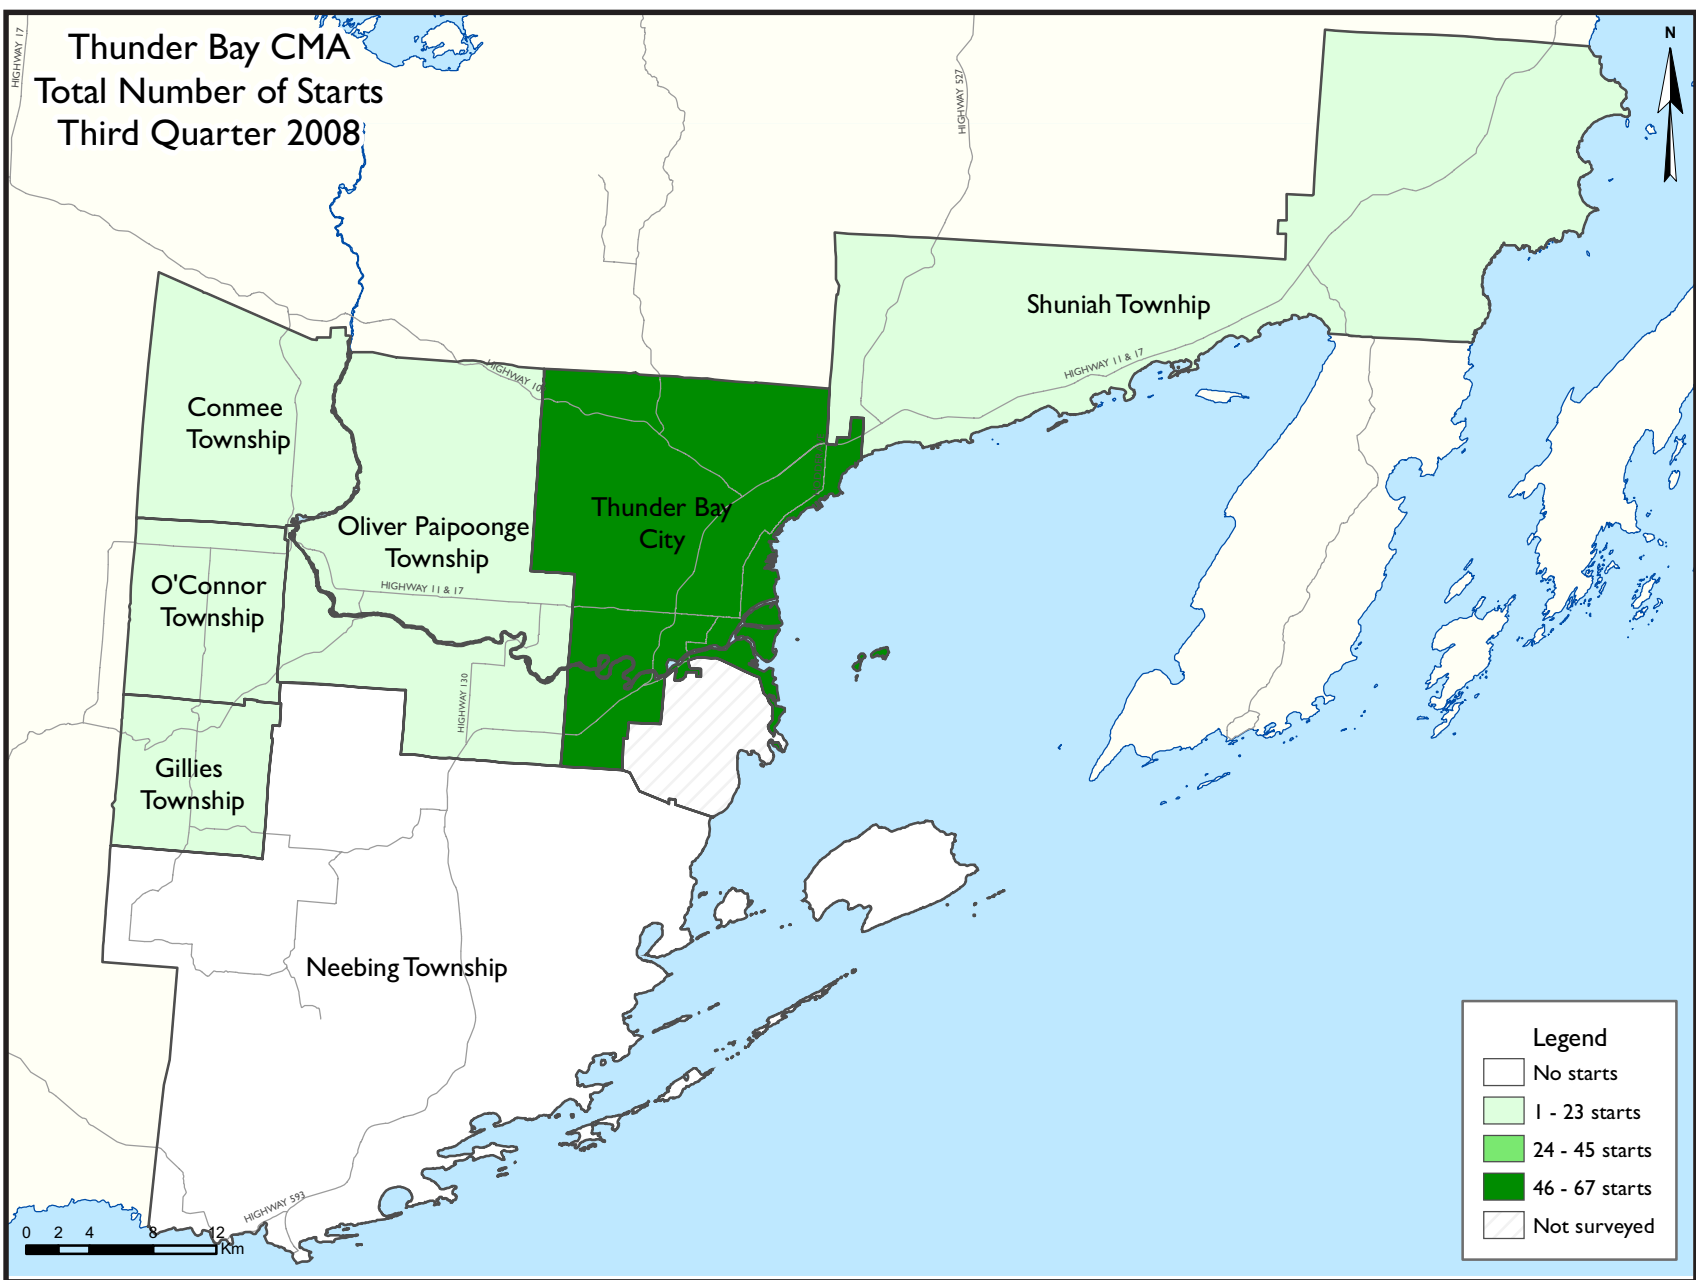 Thunder Bay CMA
Total Number of Starts
Third Quarter 2008
HIGHWAY 17
HIGHWAY 527
N
Shuniah Townhip
HIGHWAY 11 & 17
HIGHWAY 10
Conmee
Township
Oliver Paipoonge
Township
Thunder Bay
City
O'Connor
Township
HIGHWAY 11 & 17
HIGHWAY 130
Gillies
Township
Neebing Township
HIGHWAY 593
0 2 4 8 12
Km
Legend
No starts
1 - 23 starts
24 - 45 starts
46 - 67 starts
Not surveyed